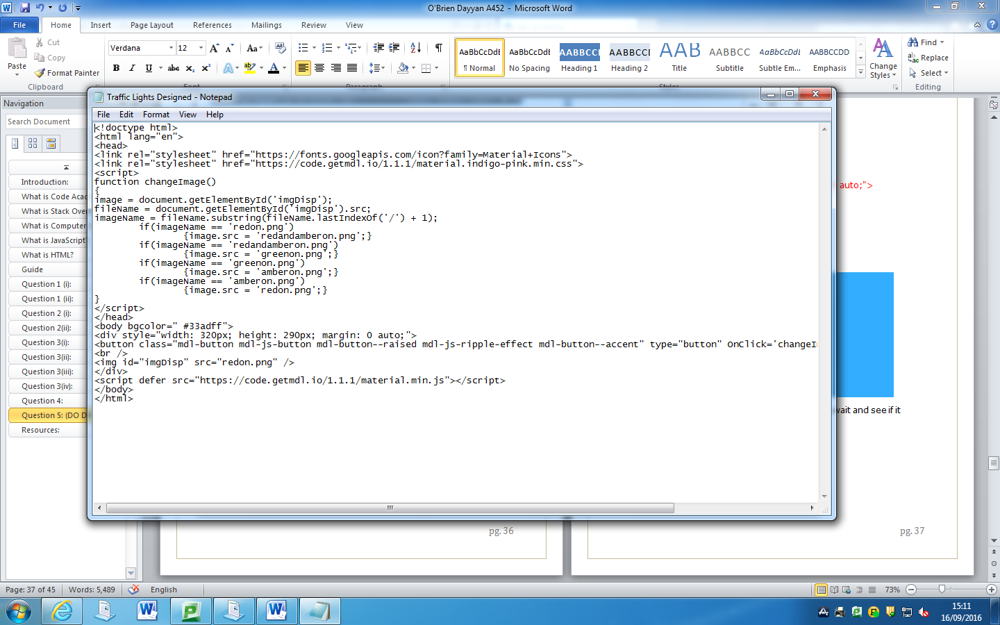 O'Brien Dayyan A452 - Microsoft Word
File Home Insert Page Layout References Mailings Review View
Paste
Cut
Copy
Format Painter
Clipboard
Verdana 12
Font
Paragraph
AaBbCcDdE ¶ Normal
AaBbCcDdE No Spacing
AABBCCI Heading 1
AABBCCI Heading 2
AAB Title
AABBCC Subtitle
AaBbCcDdE Subtle Em...
AABBCCDD Emphasis
Change Styles
Styles
Find
Replace
Select
Editing
Navigation
Search Document
Introduction:
What is Code Aca
What is Stack Over
What is Computer
What is JavaScript
What is HTML?
Guide
Question 1 (i):
Question 1 (ii):
Question 2 (i):
Question 2(ii):
Question 3(i):
Question 3(ii):
Question 3(iii):
Question 3(iv):
Question 4:
Question 5: (DO D
Resources:
Traffic Lights Designed - Notepad
File Edit Format View Help
<!doctype html>
<html lang="en">
<head>
<link rel="stylesheet" href="https://fonts.googleapis.com/icon?family=Material+Icons">
<link rel="stylesheet" href="https://code.getmdl.io/1.1.1/material.indigo-pink.min.css">
<script>
function changeImage()
{
image = document.getElementById('imgDisp');
fileName = document.getElementById('imgDisp').src;
imageName = fileName.substring(fileName.lastIndexOf('/') + 1);
if(imageName == 'redon.png')
{image.src = 'redandamberon.png';}
if(imageName == 'redandamberon.png')
{image.src = 'greenon.png';}
if(imageName == 'greenon.png')
{image.src = 'amberon.png';}
if(imageName == 'amberon.png')
{image.src = 'redon.png';}
}
</script>
</head>
<body bgcolor=" #33adff">
<div style="width: 320px; height: 290px; margin: 0 auto;">
<button class="mdl-button mdl-js-button mdl-button--raised mdl-js-ripple-effect mdl-button--accent" type="button" OnClick='changeI
<br />
<img id="imgDisp" src="redon.png" />
</div>
<script defer src="https://code.getmdl.io/1.1.1/material.min.js"></script>
</body>
</html>
auto;">
wait and see if it
pg. 36
pg. 37
Page: 37 of 45 Words: 5,489 English 73%
15:11
16/09/2016